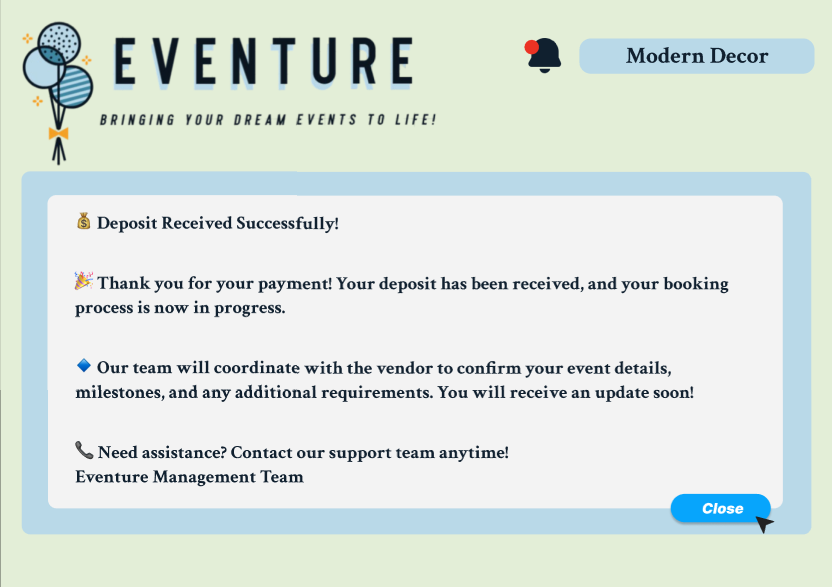 EVENTURE
BRINGING YOUR DREAM EVENTS TO LIFE!
Modern Decor
💰 Deposit Received Successfully!
🎉 Thank you for your payment! Your deposit has been received, and your booking
process is now in progress.
🔹 Our team will coordinate with the vendor to confirm your event details,
milestones, and any additional requirements. You will receive an update soon!
📞 Need assistance? Contact our support team anytime!
Eventure Management Team
Close